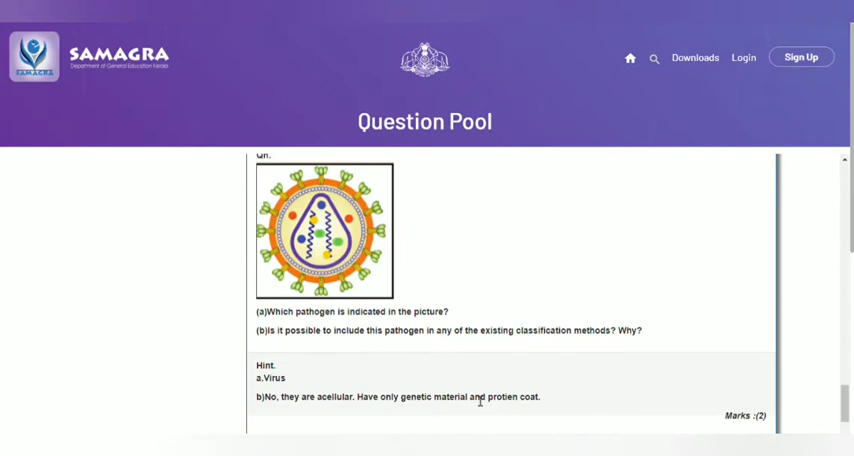 SAMAGRA
Department of General Education Kerala
SAMAGRA
Downloads
Login
Sign Up
Question Pool
Qn.
(a)Which pathogen is indicated in the picture?
(b)Is it possible to include this pathogen in any of the existing classification methods? Why?
Hint.
a.Virus
b)No, they are acellular. Have only genetic material and protien coat.
Marks :(2)